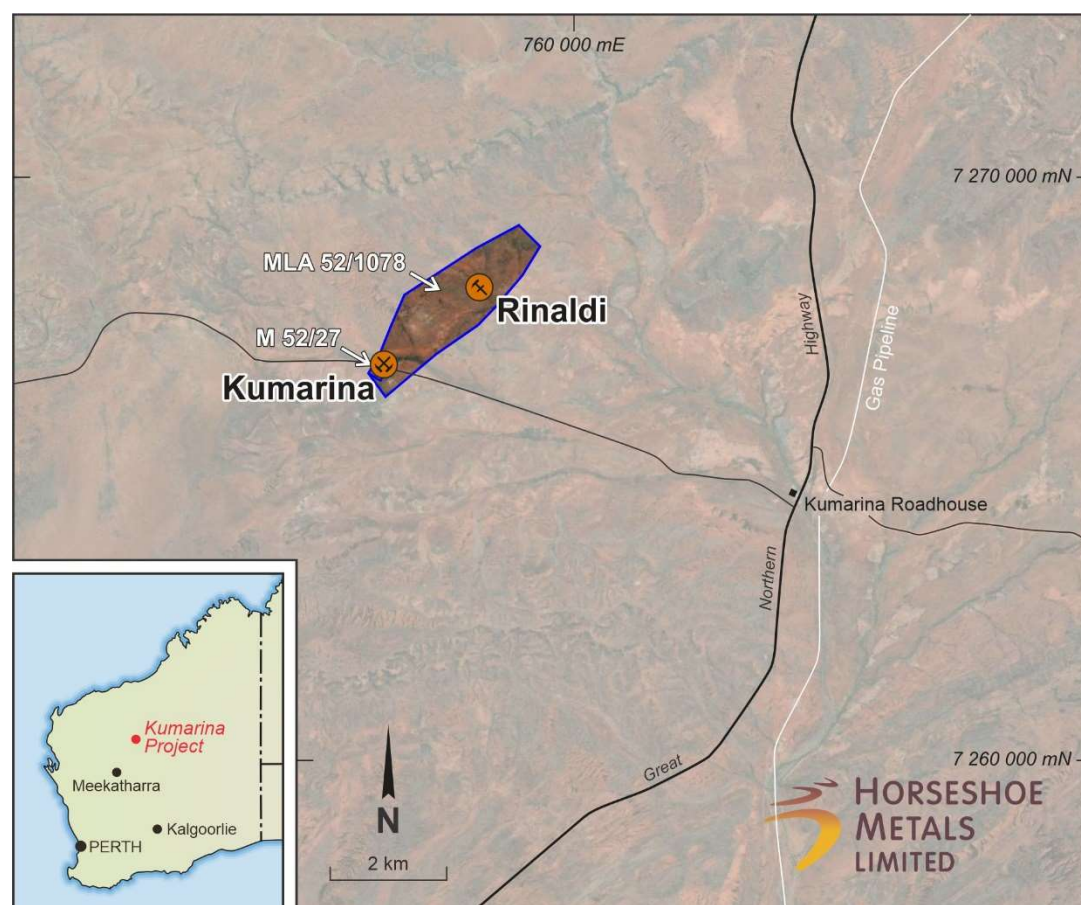 760 000 mE
7 270 000 mN
MLA 52/1078
Rinaldi
M 52/27
Kumarina
Highway
Gas Pipeline
Kumarina Roadhouse
Northern
Great
7 260 000 mN
Kumarina
Project
Meekatharra
Kalgoorlie
PERTH
N
2 km
HORSESHOE
METALS
LIMITED